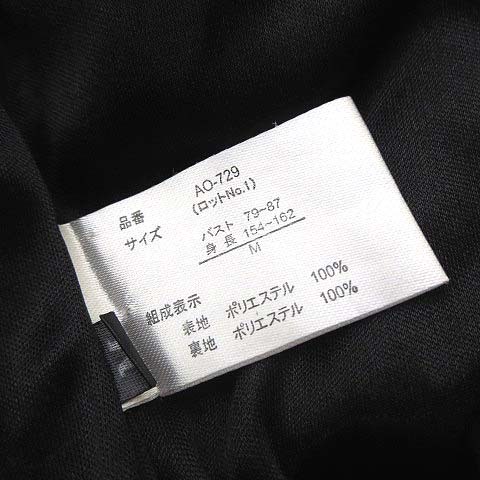 品番 AO-729
(ロットNo.1)
サイズ バスト 79~87
身長 154~162
M
組成表示
表地 ポリエステル 100%
裏地 ポリエステル 100%